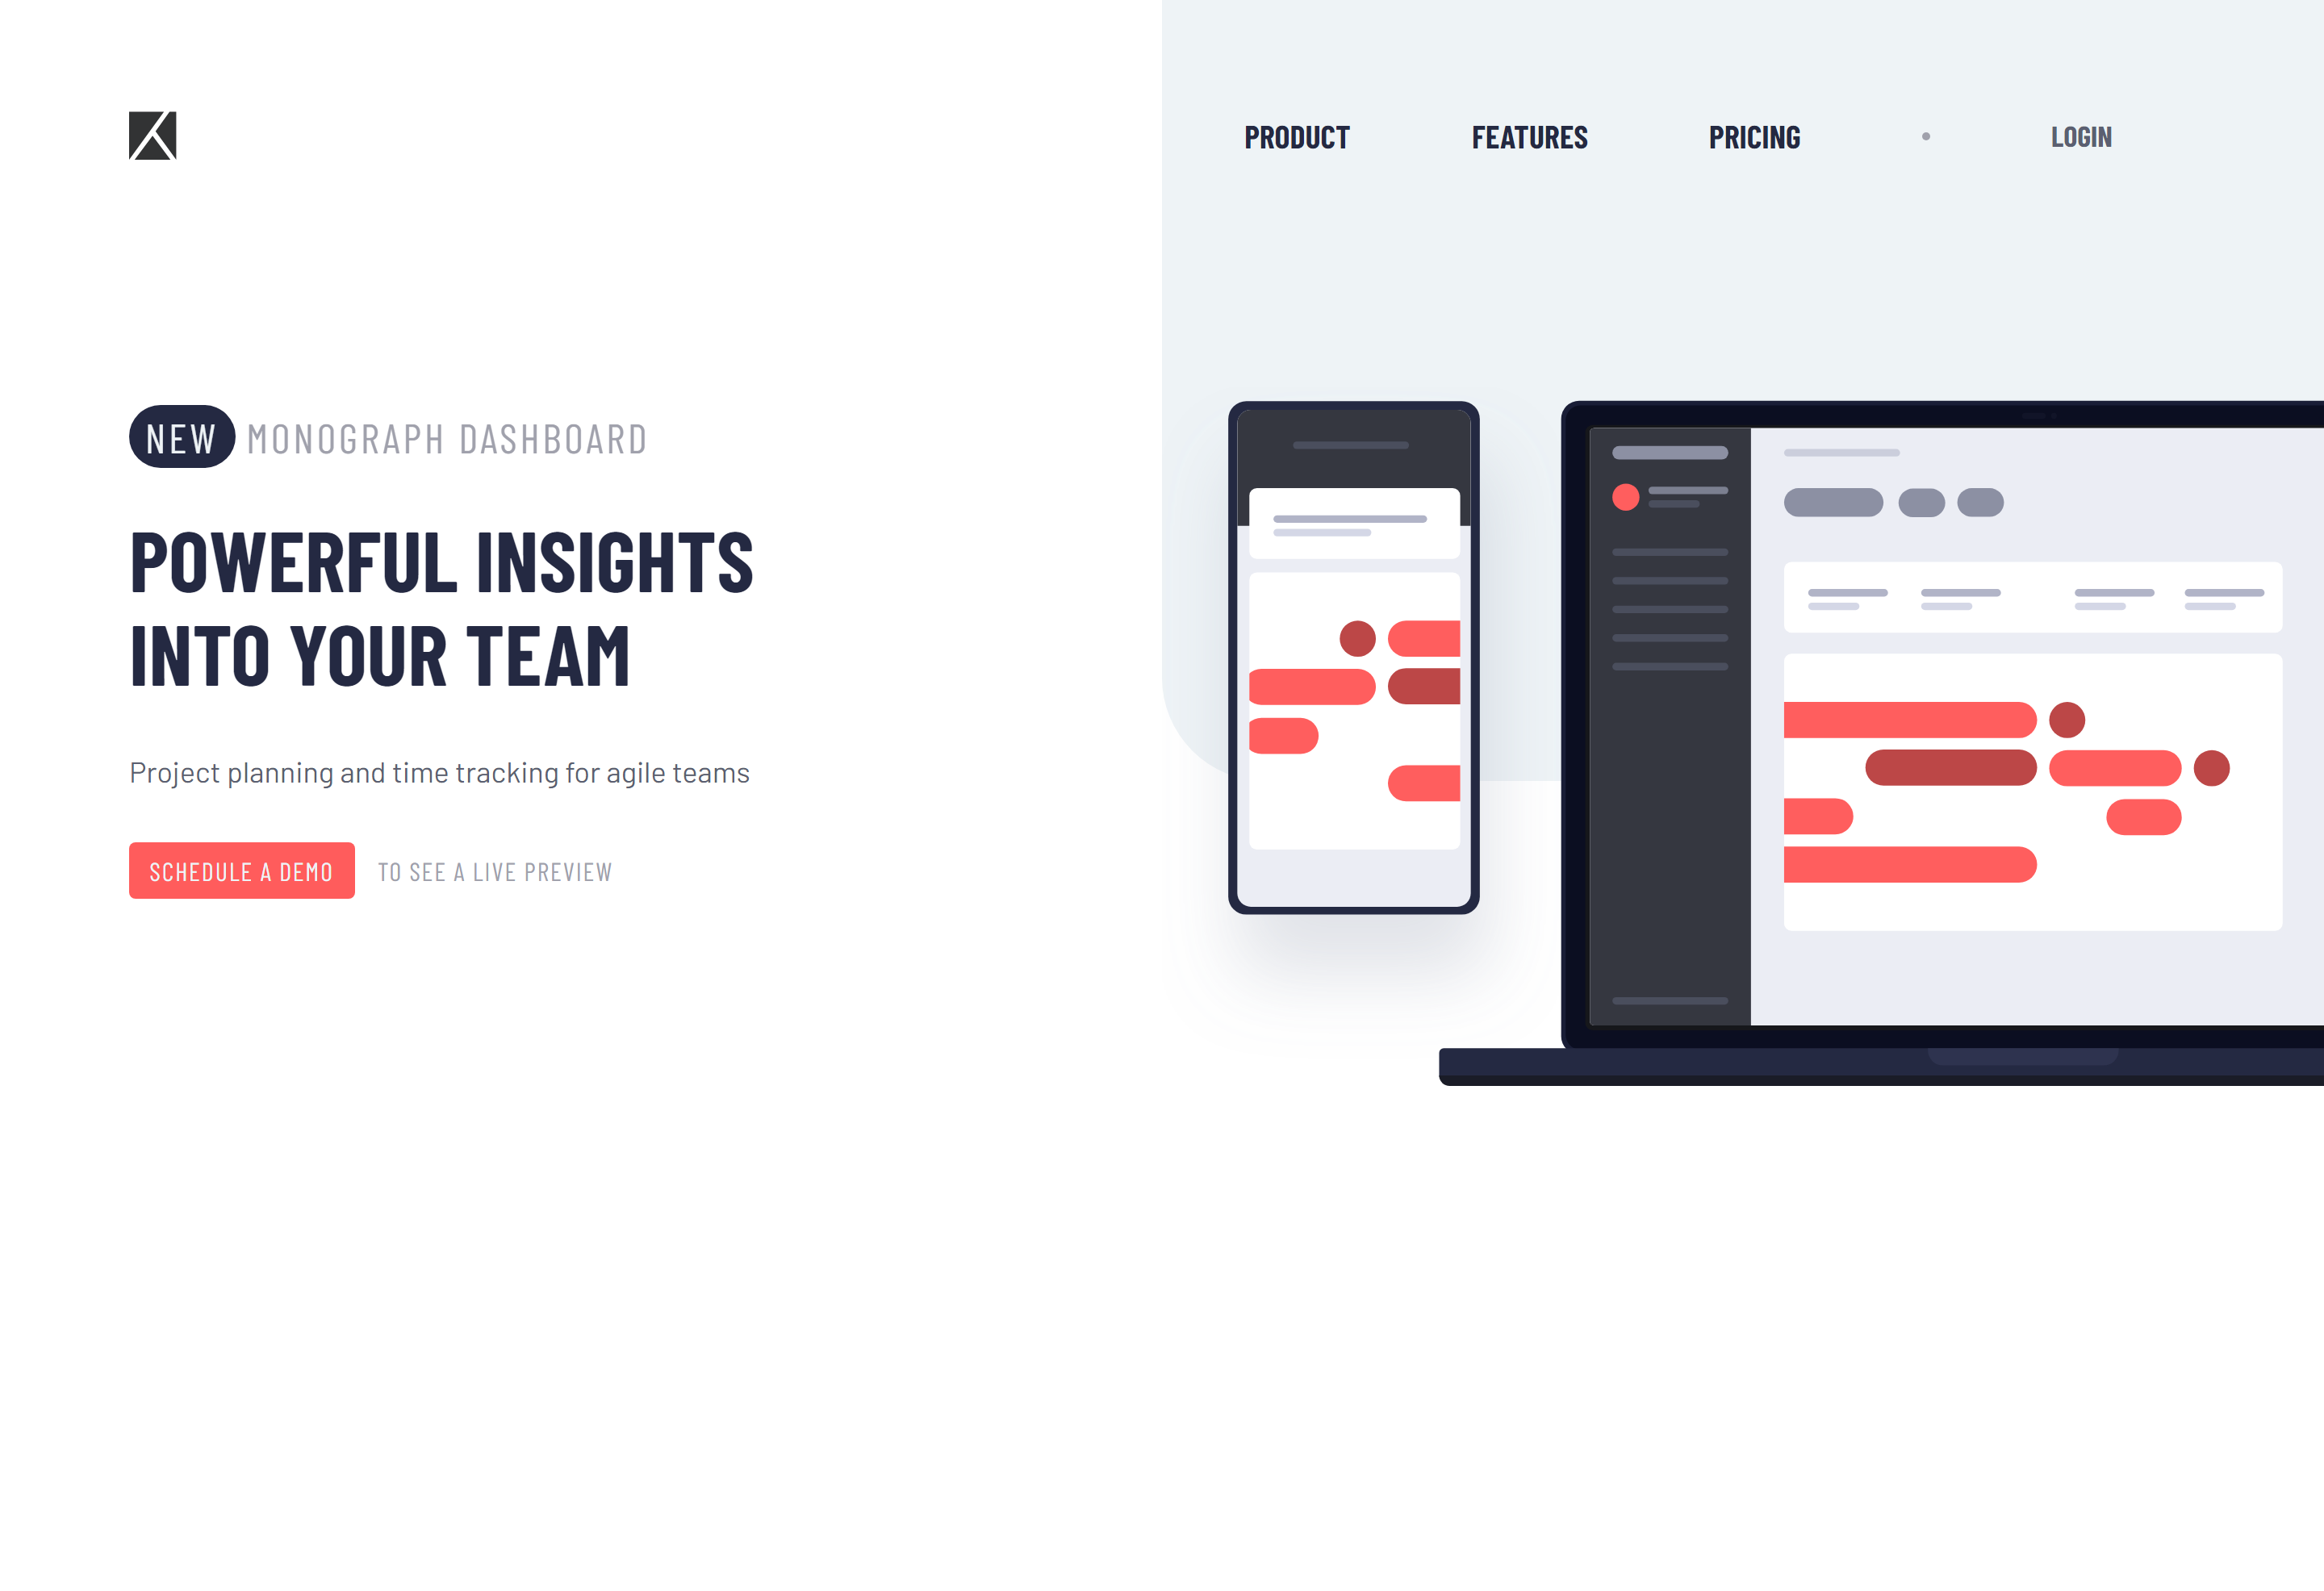 PRODUCT FEATURES PRICING LOGIN
NEW MONOGRAPH DASHBOARD
POWERFUL INSIGHTS
INTO YOUR TEAM
Project planning and time tracking for agile teams
SCHEDULE A DEMO TO SEE A LIVE PREVIEW